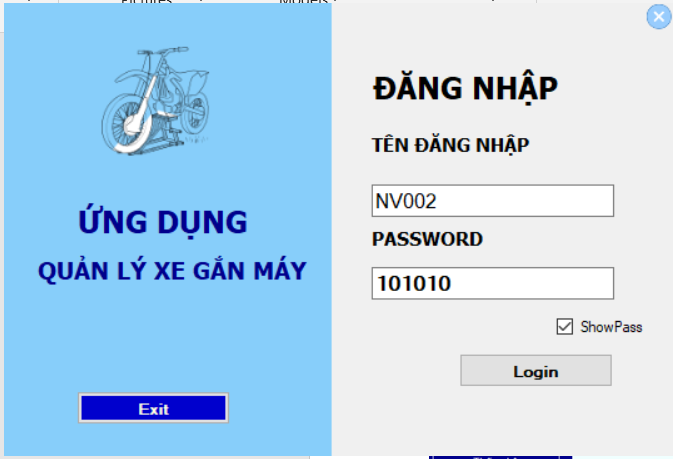 ỨNG DỤNG
QUẢN LÝ XE GẮN MÁY
Exit
ĐĂNG NHẬP
TÊN ĐĂNG NHẬP
NV002
PASSWORD
101010
ShowPass
Login